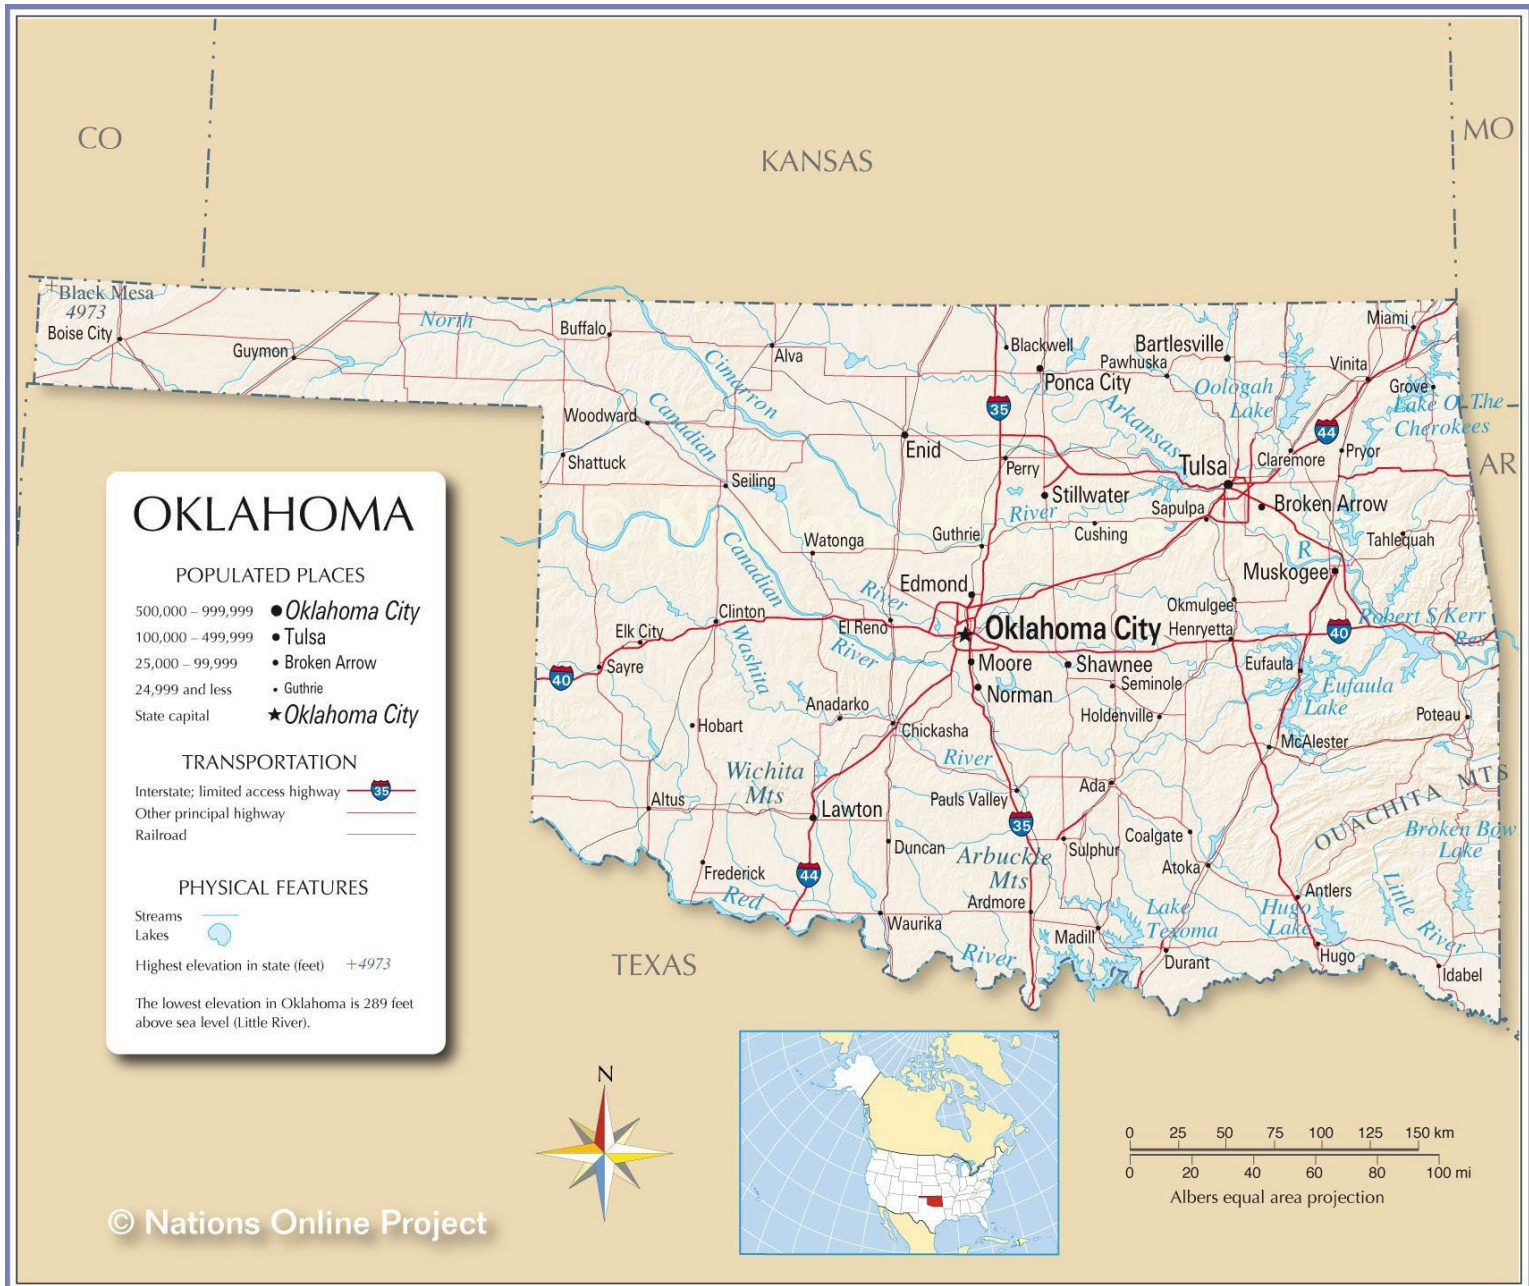 CO
KANSAS
MO
Black Mesa
4973
Boise City
Guymon
North
Buffalo
Alva
Cimarron
Blackwell
Ponca City
Bartlesville
Pawhuska
Oologah
Lake
Miami
Vinita
Grove
Lake O' The
Cherokees
35
44
Arkansas
Woodward
Canadian
Enid
Perry
Shattuck
Seiling
Tulsa
Claremore
Pryor
AR
Stillwater
River
Sapulpa
Broken Arrow
Cushing
Guthrie
Watonga
Canadian
River
Edmond
Tahlequah
R
Muskogee
Okmulgee
Henryetta
Robert S Kerr
Res
40
Clinton
Elk City
El Reno
River
Oklahoma City
Washita
Sayre
40
Moore
Shawnee
Norman
Seminole
Eufaula
Eufaula
Lake
Anadarko
Holdenville
Poteau
Hobart
Chickasha
McAlester
River
Wichita
Mts
OUACHITA MTS
Altus
Lawton
Pauls Valley
Ada
35
Coalgate
Broken Bow
Lake
Duncan
Arbuckle
Mts
Sulphur
Atoka
Frederick
44
Red
Ardmore
Antlers
Little River
Waurika
Lake
Texoma
Hugo
Lake
Madill
River
Durant
Hugo
Idabel
TEXAS
OKLAHOMA
POPULATED PLACES
500,000 – 999,999 Oklahoma City
100,000 – 499,999 Tulsa
25,000 – 99,999 Broken Arrow
24,999 and less Guthrie
State capital Oklahoma City
TRANSPORTATION
Interstate; limited access highway 35
Other principal highway
Railroad
PHYSICAL FEATURES
Streams
Lakes
Highest elevation in state (feet) +4973
The lowest elevation in Oklahoma is 289 feet
above sea level (Little River).
N
0 25 50 75 100 125 150 km
0 20 40 60 80 100 mi
Albers equal area projection
© Nations Online Project